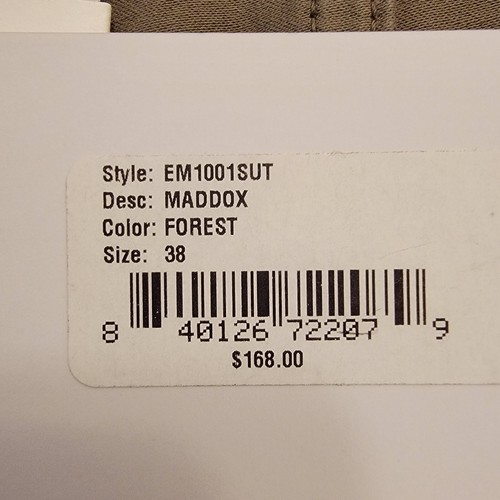 Style: EM1001SUT
Desc: MADDOX
Color: FOREST
Size: 38
8 40126 72207 9
$168.00